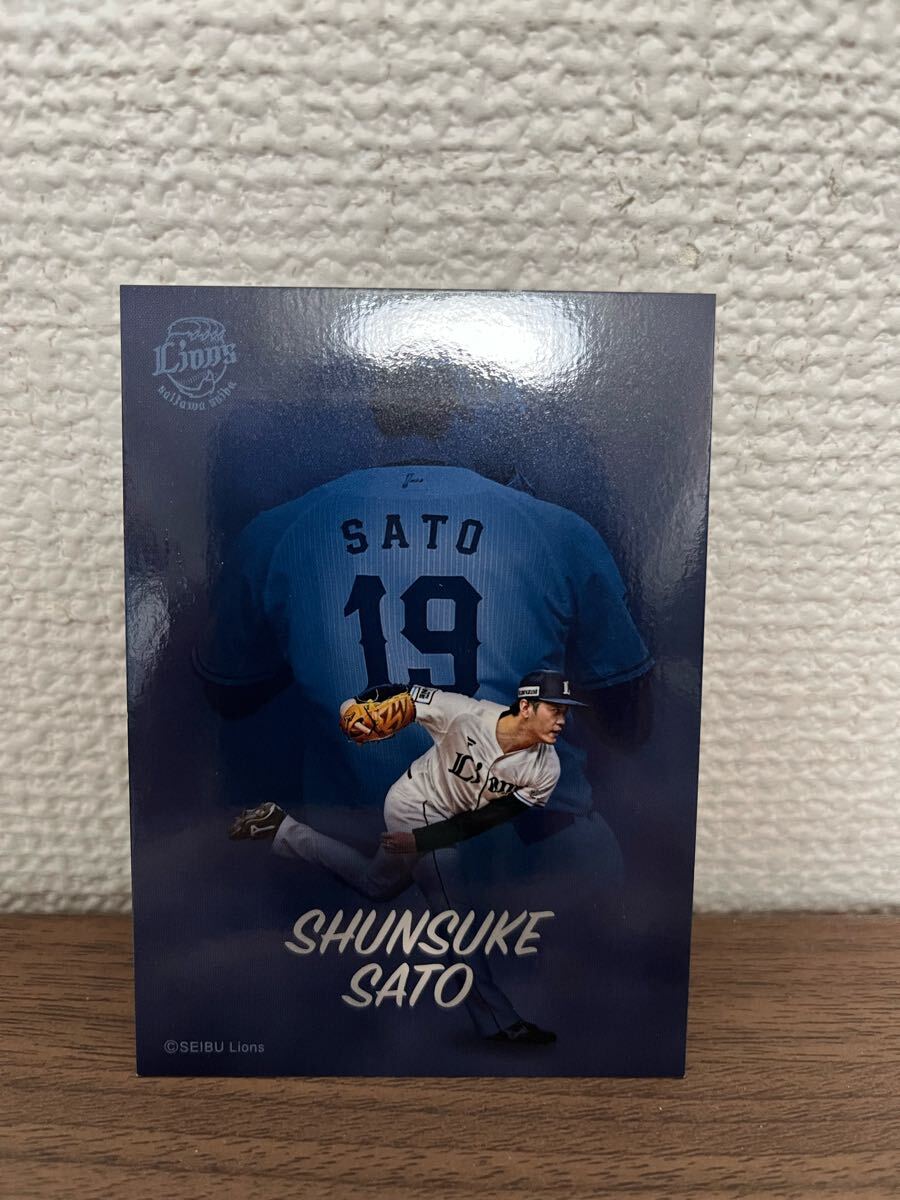 Lions
saitama seibu
SATO
19
SHUNSUKE
SATO
©SEIBU Lions